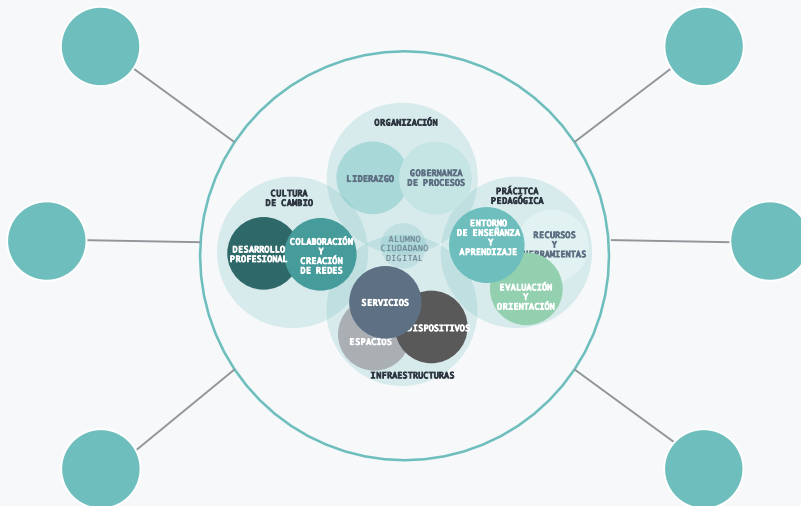 ORGANIZACIÓN
LIDERAZGO
GOBERNANZA
DE PROCESOS
CULTURA
DE CAMBIO
DESARROLLO
PROFESIONAL
COLABORACIÓN
Y
CREACIÓN
DE REDES
ALUMNO
CIUDADANO
DIGITAL
PRÁCITCA
PEDAGÓGICA
ENTORNO
DE ENSEÑANZA
Y
APRENDIZAJE
RECURSOS
Y
HERRAMIENTAS
EVALUACIÓN
Y
ORIENTACIÓN
SERVICIOS
ESPACIOS
DISPOSITIVOS
INFRAESTRUCTURAS